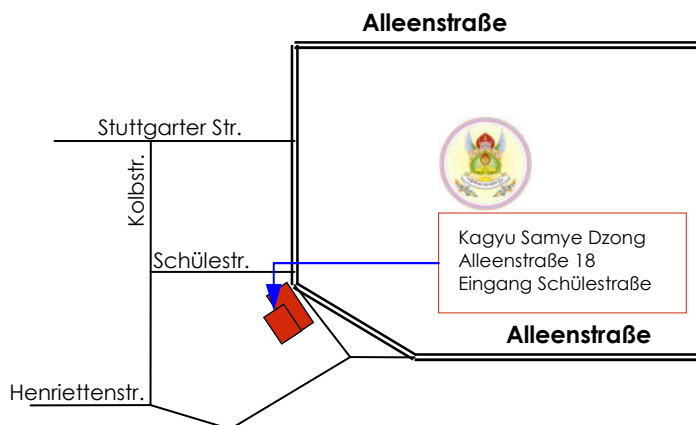 Alleenstraße
Stuttgarter Str.
Kolbstr.
Schülestr.
Kagyu Samye Dzong
Alleenstraße 18
Eingang Schülestraße
Alleenstraße
Henriettenstr.